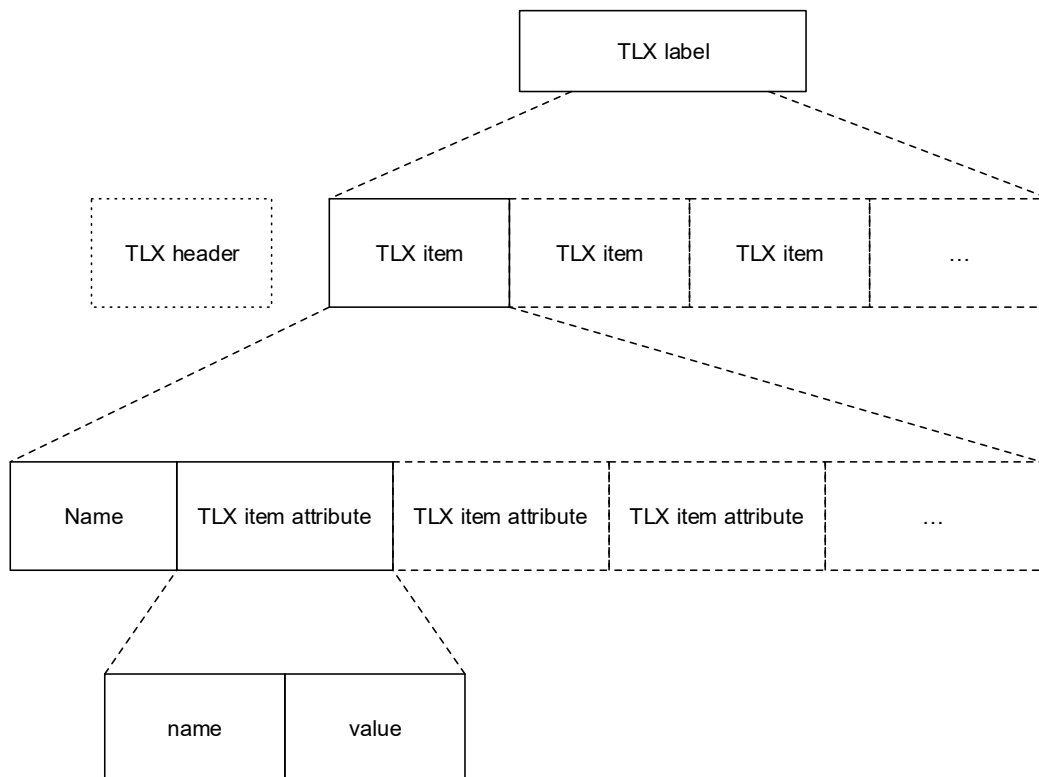 TLX label
TLX header
TLX item
TLX item
TLX item
...
Name
TLX item attribute
TLX item attribute
TLX item attribute
...
name
value